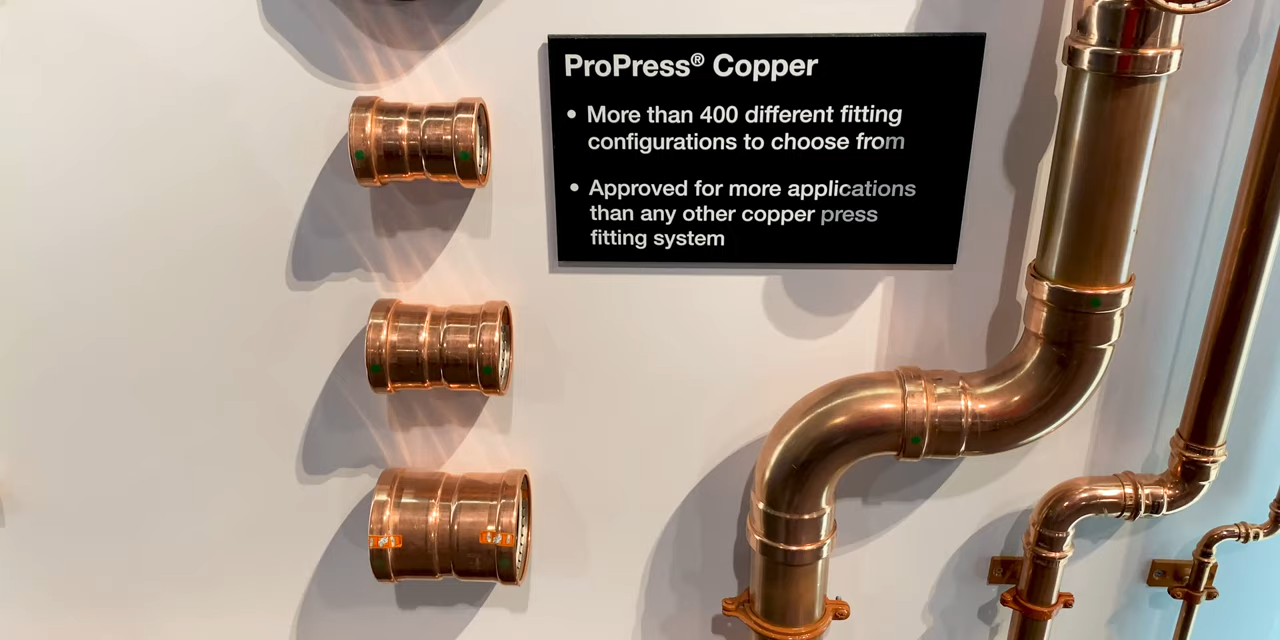 ProPress® Copper
• More than 400 different fitting
configurations to choose from
• Approved for more applications
than any other copper press
fitting system